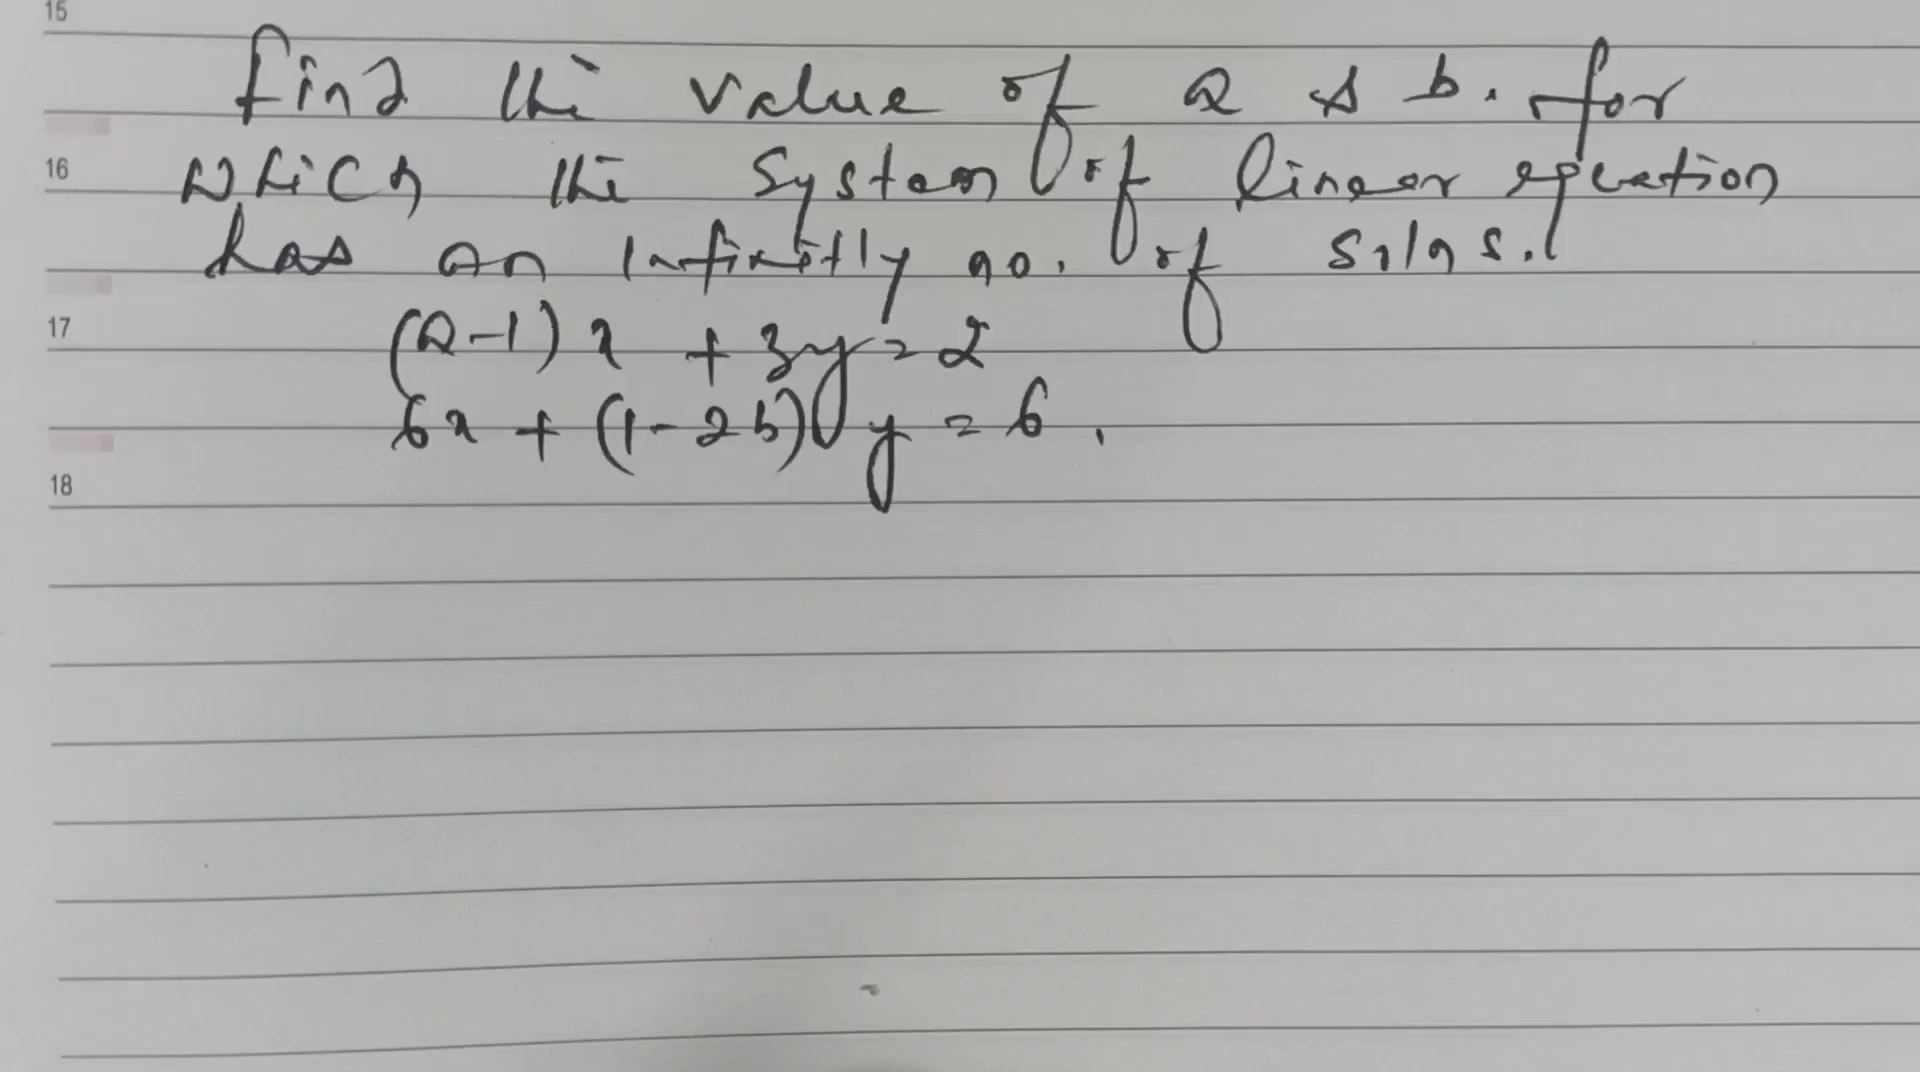 15
find the value of a & b. for
16
which the system of linear equation
has an infinitly no. of solns.
17
(a-1)x + 3y = 2
6x + (1-2b)y = 6.
18